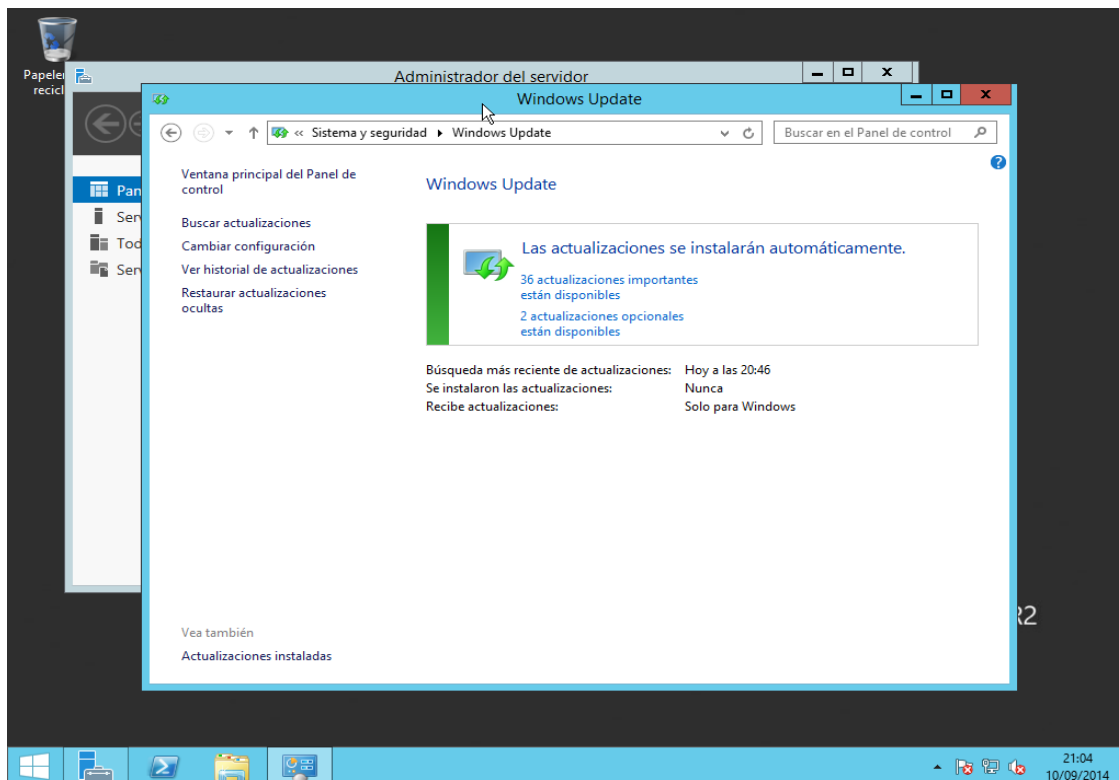 Papeler
recicl
Administrador del servidor
Windows Update
« Sistema y seguridad Windows Update
Buscar en el Panel de control
Ventana principal del Panel de
control
Buscar actualizaciones
Cambiar configuración
Ver historial de actualizaciones
Restaurar actualizaciones
ocultas
Pan
Serv
Tod
Serv
Windows Update
Las actualizaciones se instalarán automáticamente.
36 actualizaciones importantes
están disponibles
2 actualizaciones opcionales
están disponibles
Búsqueda más reciente de actualizaciones: Hoy a las 20:46
Se instalaron las actualizaciones: Nunca
Recibe actualizaciones: Solo para Windows
Vea también
Actualizaciones instaladas
R2
21:04
10/09/2014